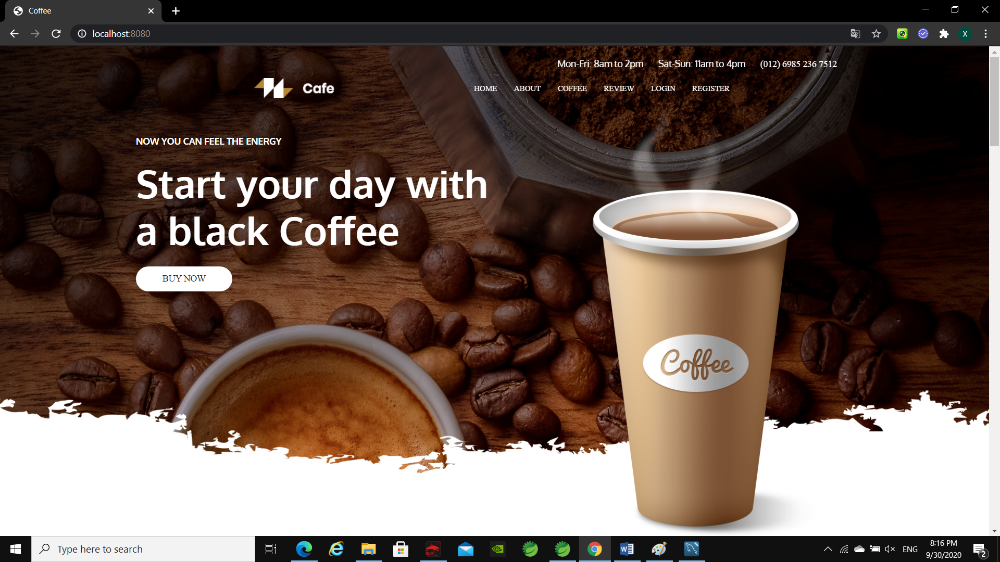 Coffee
localhost:8080
X
Mon-Fri: 8am to 2pm Sat-Sun: 11am to 4pm (012) 6985 236 7512
Cafe
HOME ABOUT COFFEE REVIEW LOGIN REGISTER
NOW YOU CAN FEEL THE ENERGY
Start your day with
a black Coffee
BUY NOW
Coffee
Type here to search
ENG
8:16 PM
9/30/2020
2